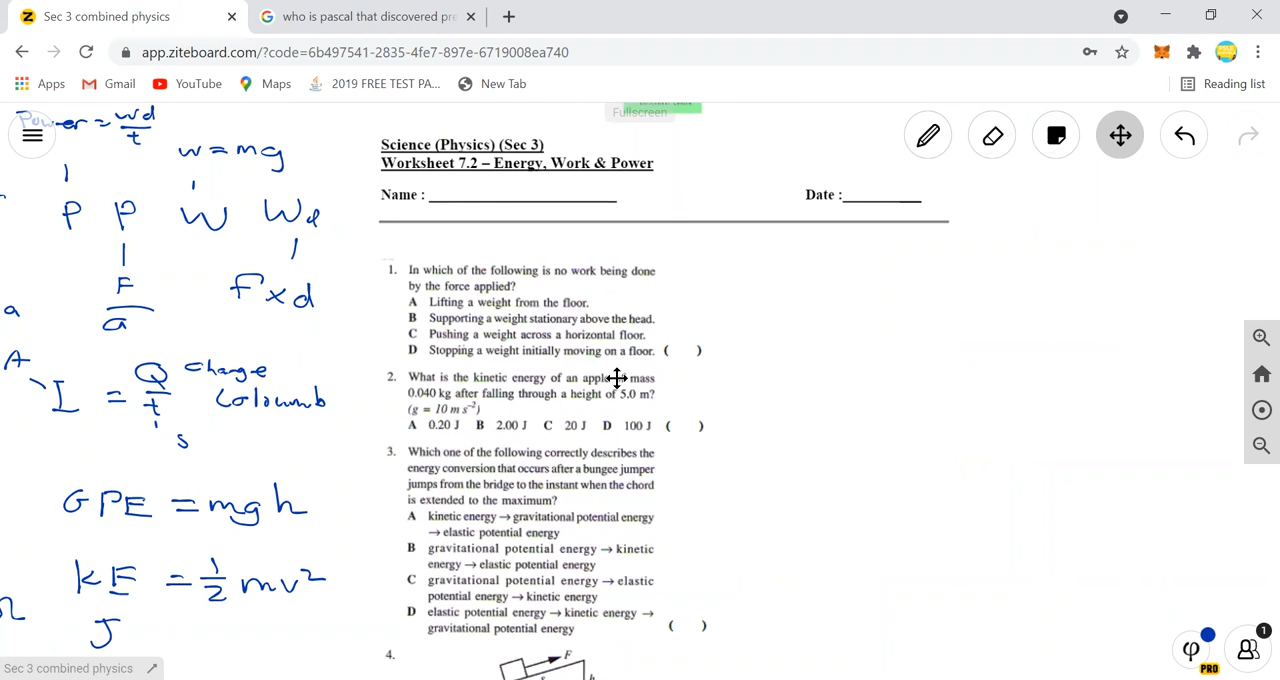 Sec 3 combined physics
who is pascal that discovered pre
app.ziteboard.com/?code=6b497541-2835-4fe7-897e-6719008ea740
Apps
Gmail
YouTube
Maps
2019 FREE TEST PA...
New Tab
Reading list
Fullscreen
Power = Wd
t
w = mg
P P W Wd
F
a
F x d
a
A
I = Q
t
Change
Coloumb
s
GPE = mgh
KE = 1/2 mv²
J
Ω
Science (Physics) (Sec 3)
Worksheet 7.2 – Energy, Work & Power
Name : Date :
1. In which of the following is no work being done
by the force applied?
A Lifting a weight from the floor.
B Supporting a weight stationary above the head.
C Pushing a weight across a horizontal floor.
D Stopping a weight initially moving on a floor. ( )
2. What is the kinetic energy of an apple mass
0.040 kg after falling through a height of 5.0 m?
(g = 10 m s⁻²)
A 0.20 J B 2.00 J C 20 J D 100 J ( )
3. Which one of the following correctly describes the
energy conversion that occurs after a bungee jumper
jumps from the bridge to the instant when the chord
is extended to the maximum?
A kinetic energy → gravitational potential energy
→ elastic potential energy
B gravitational potential energy → kinetic
energy → elastic potential energy
C gravitational potential energy → elastic
potential energy → kinetic energy
D elastic potential energy → kinetic energy →
gravitational potential energy ( )
4.
F
s
h
Sec 3 combined physics
φ
PRO
1